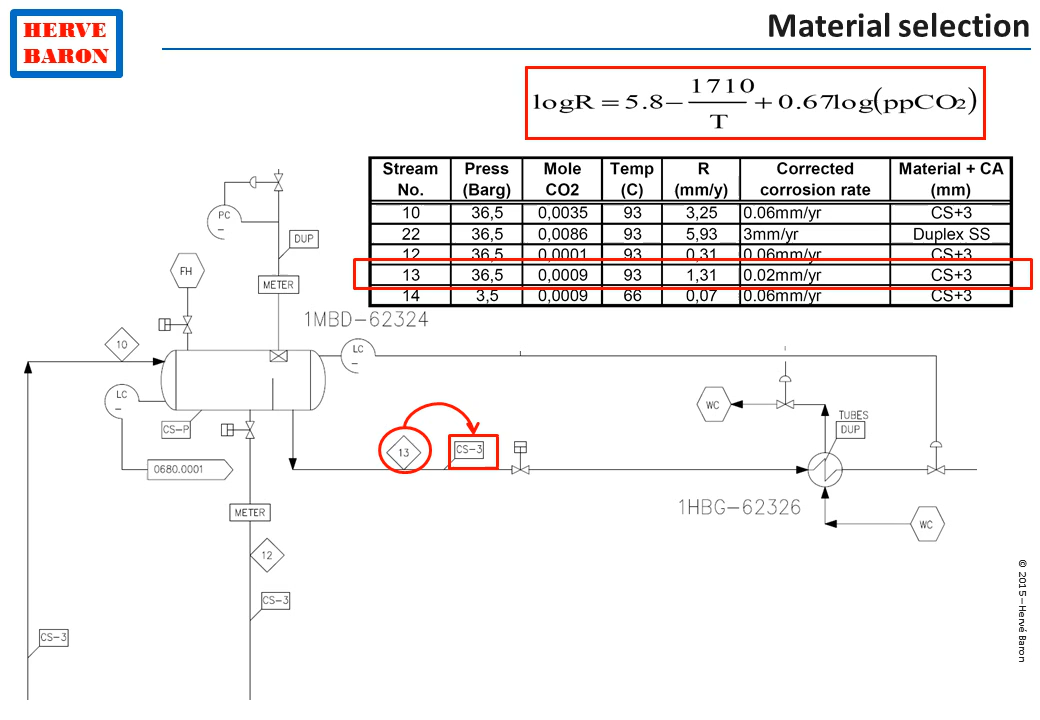 HERVE
BARON
Material selection
logR = 5.8 − 1710/T + 0.67log(ppCO2)
Stream No. Press (Barg) Mole CO2 Temp (C) R (mm/y) Corrected corrosion rate Material + CA (mm)
10 36,5 0,0035 93 3,25 0.06mm/yr CS+3
22 36,5 0,0086 93 5,93 3mm/yr Duplex SS
12 36,5 0,0001 93 0,31 0.06mm/yr CS+3
13 36,5 0,0009 93 1,31 0.02mm/yr CS+3
14 3,5 0,0009 66 0,07 0.06mm/yr CS+3
PC
–
DUP
FH
METER
1MBD-62324
10
LC
–
LC
–
CS-P
WC
TUBES
DUP
13
CS-3
0680.0001
1HBG-62326
METER
WC
12
CS-3
CS-3
© 2015 – Hervé Baron